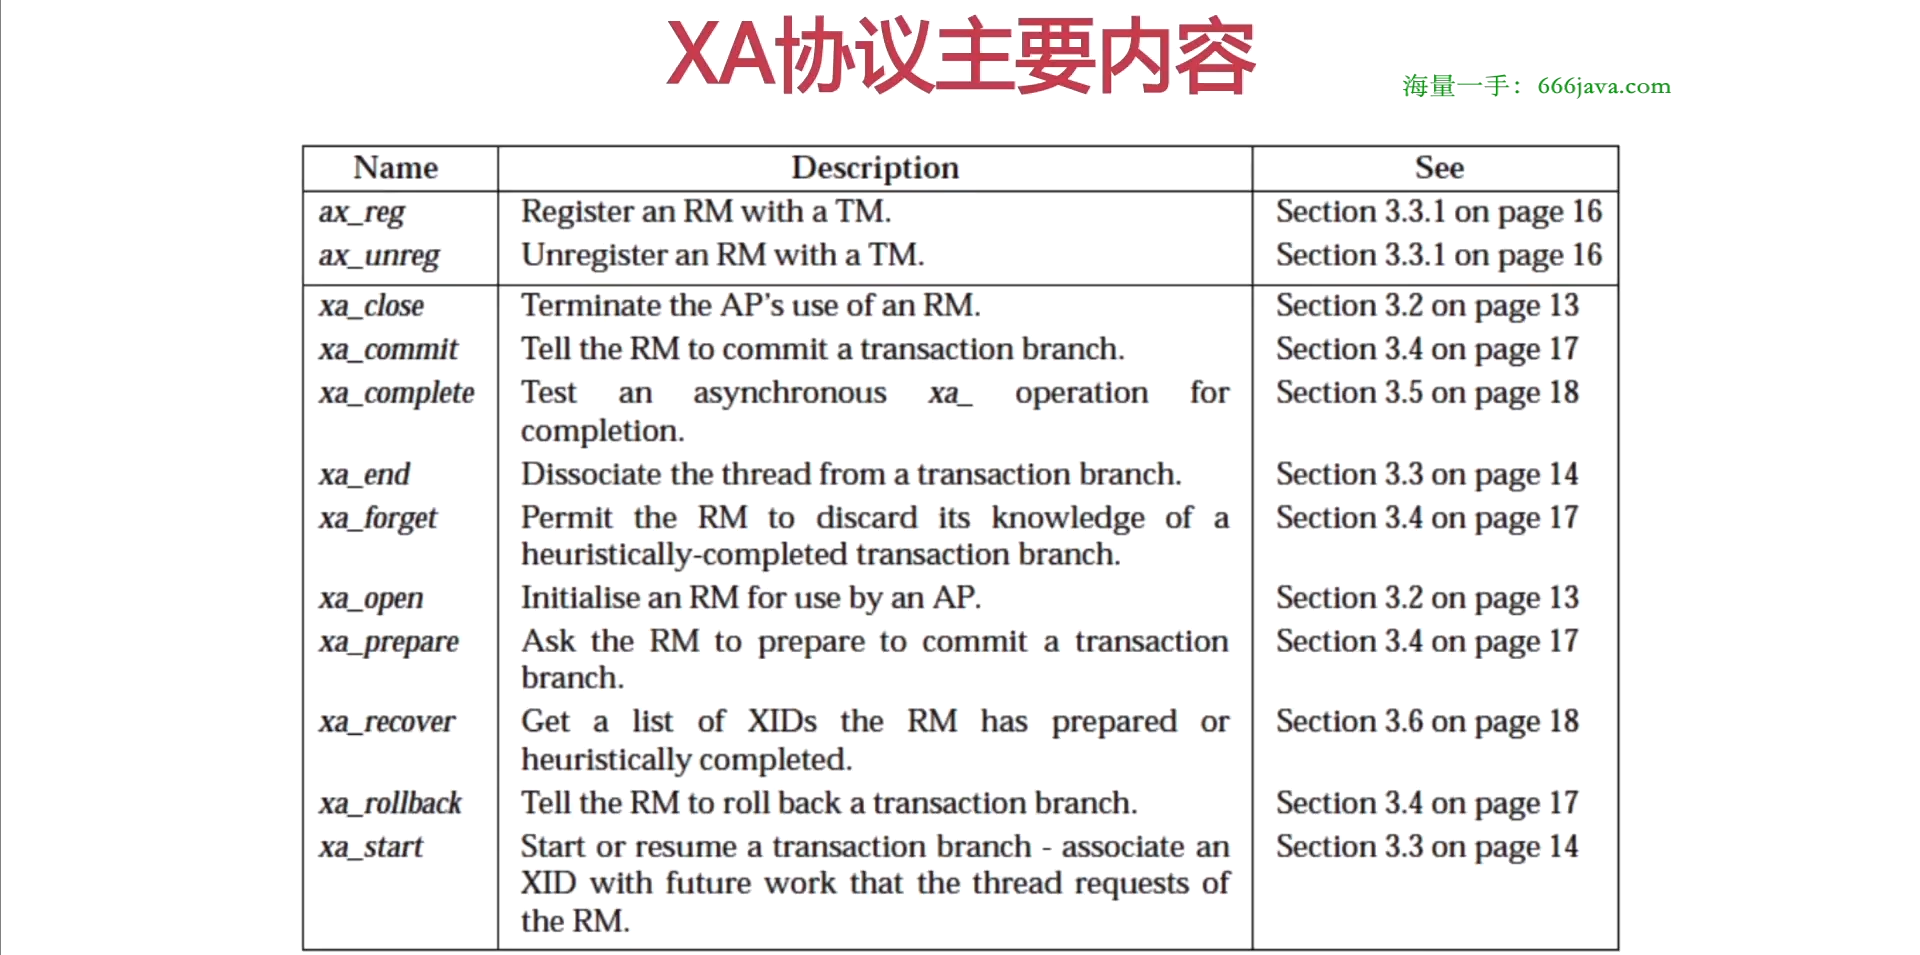 XA协议主要内容
海量一手：666java.com
Name Description See
ax_reg Register an RM with a TM. Section 3.3.1 on page 16
ax_unreg Unregister an RM with a TM. Section 3.3.1 on page 16
xa_close Terminate the AP's use of an RM. Section 3.2 on page 13
xa_commit Tell the RM to commit a transaction branch. Section 3.4 on page 17
xa_complete Test an asynchronous xa_ operation for Section 3.5 on page 18
completion.
xa_end Dissociate the thread from a transaction branch. Section 3.3 on page 14
xa_forget Permit the RM to discard its knowledge of a Section 3.4 on page 17
heuristically-completed transaction branch.
xa_open Initialise an RM for use by an AP. Section 3.2 on page 13
xa_prepare Ask the RM to prepare to commit a transaction Section 3.4 on page 17
branch.
xa_recover Get a list of XIDs the RM has prepared or Section 3.6 on page 18
heuristically completed.
xa_rollback Tell the RM to roll back a transaction branch. Section 3.4 on page 17
xa_start Start or resume a transaction branch - associate an Section 3.3 on page 14
XID with future work that the thread requests of
the RM.